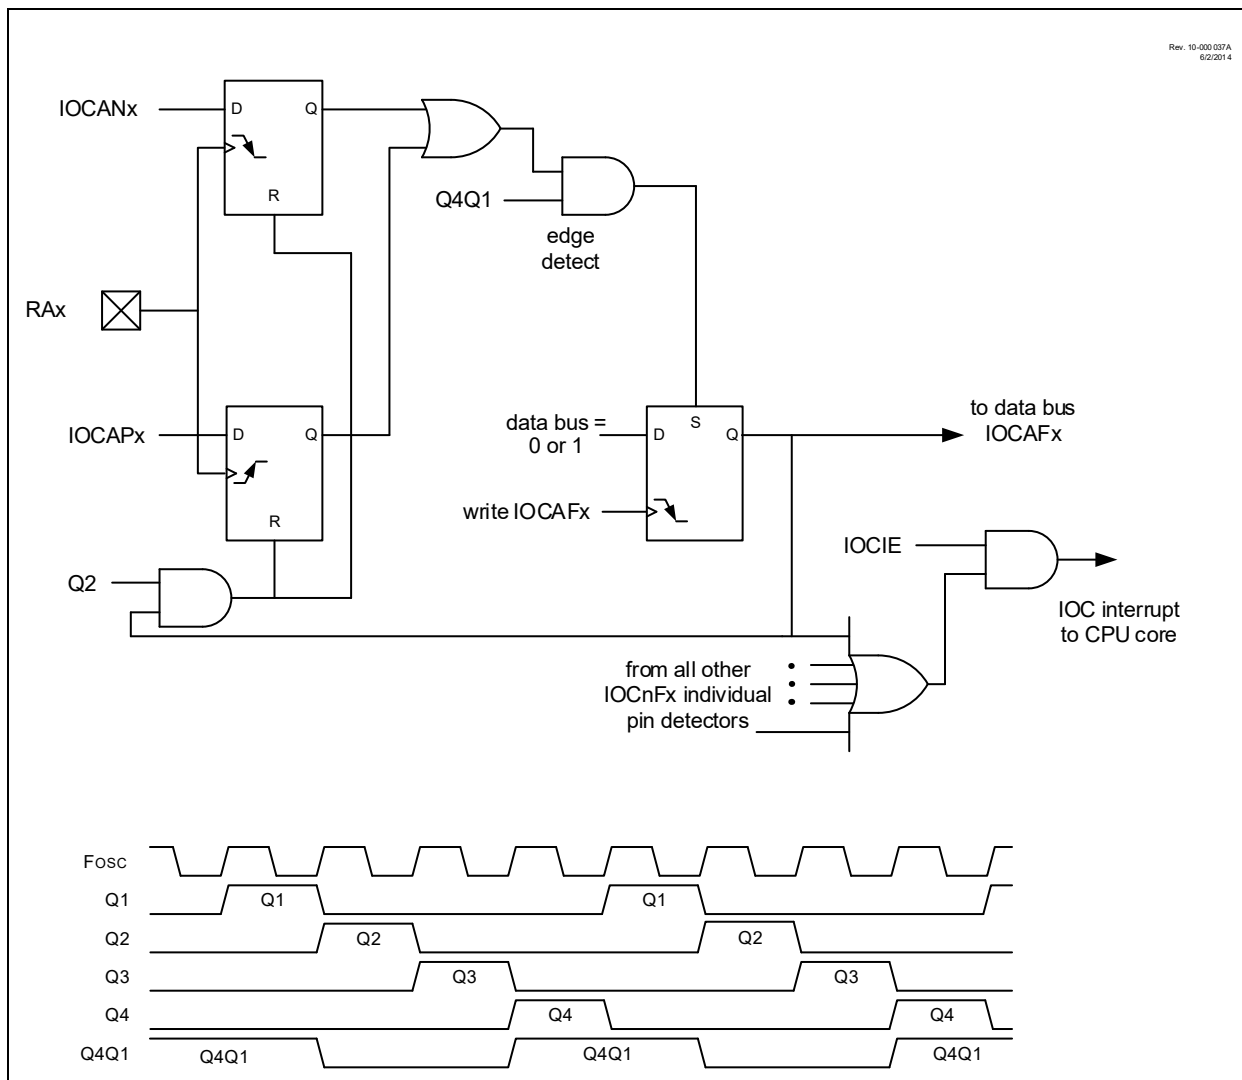 Rev. 10-000 037A
6/2/2014
IOCANx
D
Q
R
Q4Q1
edge
detect
RAx
IOCAPx
D
Q
R
data bus =
0 or 1
S
D
Q
write IOCAFx
to data bus
IOCAFx
IOCIE
Q2
IOC interrupt
to CPU core
from all other
IOCnFx individual
pin detectors
FOSC
Q1
Q1
Q1
Q2
Q2
Q2
Q3
Q3
Q3
Q4
Q4
Q4
Q4Q1
Q4Q1
Q4Q1
Q4Q1